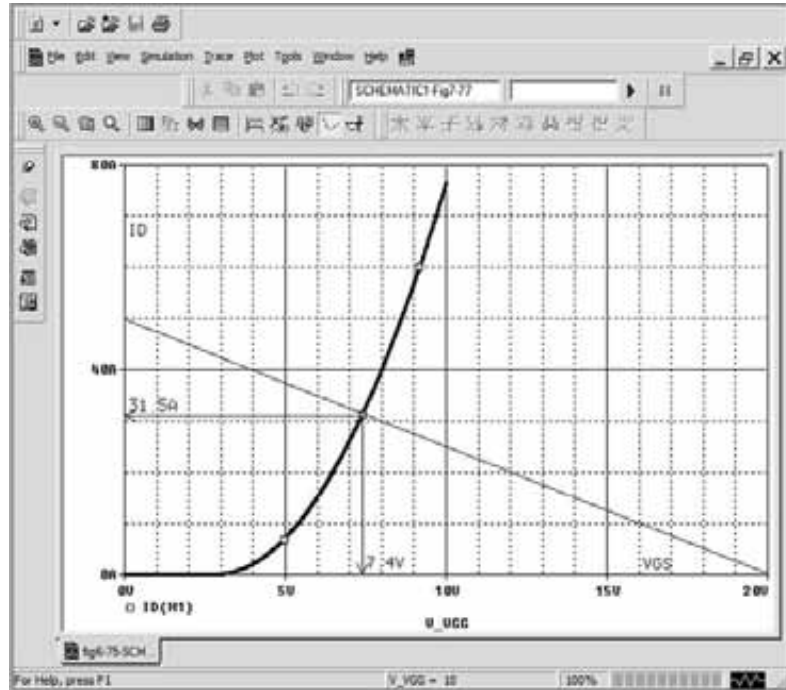 File Edit View Simulation Trace Plot Tools Window Help
SCHEMATIC1-Fig7-77
80A
ID
40A
31.5A
7.4V
VGS
0A
0V 5V 10V 15V 20V
ID(M1)
V_VGG
fig6-75-SCH...
For Help, press F1 V_VGG = 10 100%